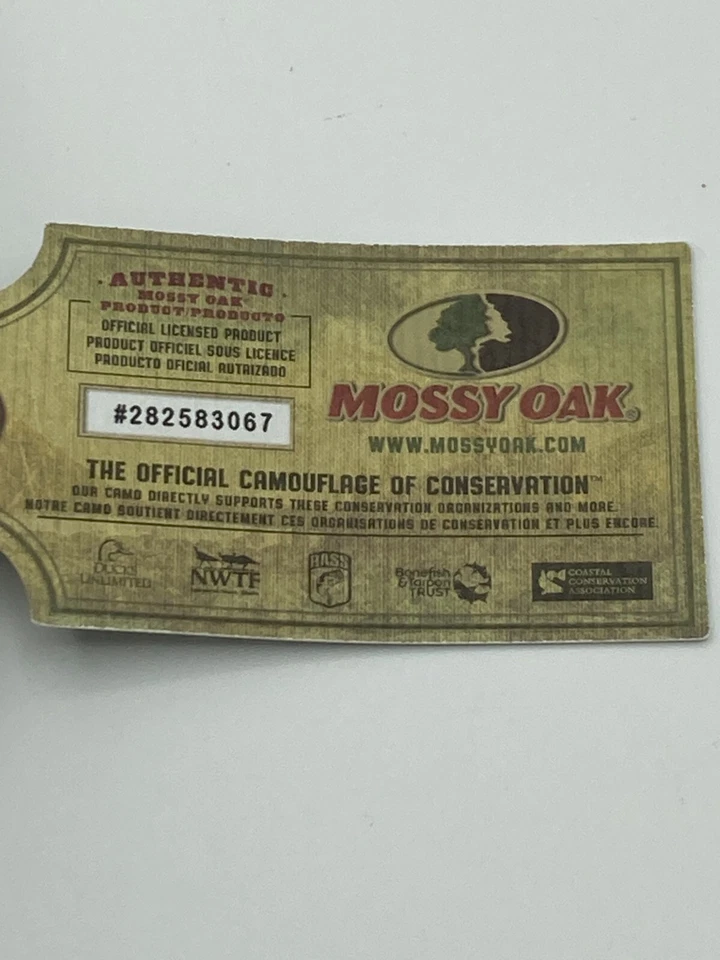 AUTHENTIC
MOSSY OAK
PRODUCT/PRODUCTO
OFFICIAL LICENSED PRODUCT
PRODUCT OFFICIEL SOUS LICENCE
PRODUCTO OFICIAL AUTRIZADO
#282583067
MOSSY OAK®
WWW.MOSSYOAK.COM
THE OFFICIAL CAMOUFLAGE OF CONSERVATION™
OUR CAMO DIRECTLY SUPPORTS THESE CONSERVATION ORGANIZATIONS AND MORE.
NOTRE CAMO SOUTIENT DIRECTEMENT CES ORGANISATIONS DE CONSERVATION ET PLUS ENCORE.
DUCKS
UNLIMITED
NWTF
BASS
Bonefish
& Tarpon
TRUST
COASTAL
CONSERVATION
ASSOCIATION